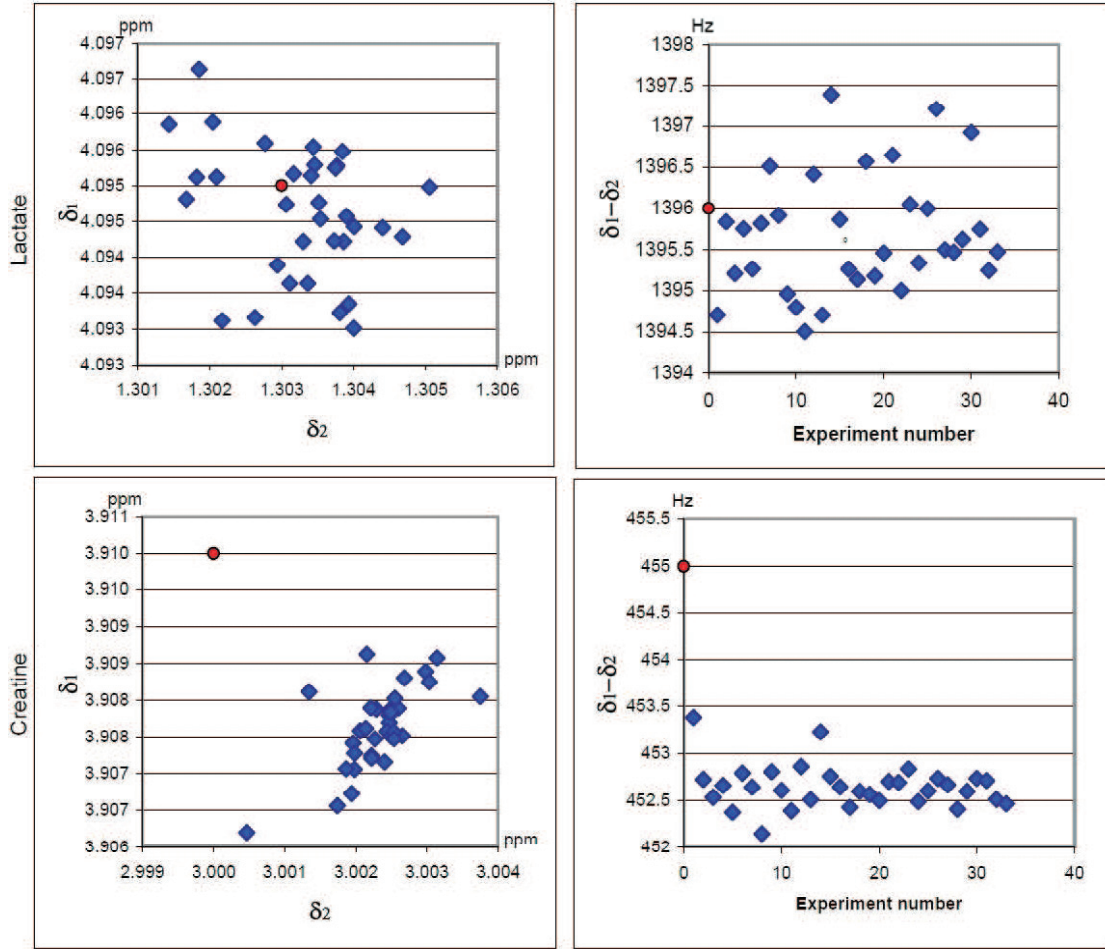 Lactate
ppm
δ1
4.097
4.097
4.096
4.096
4.095
4.095
4.094
4.094
4.093
4.093
1.301 1.302 1.303 1.304 1.305 1.306
ppm
δ2
Hz
δ1–δ2
1398
1397.5
1397
1396.5
1396
1395.5
1395
1394.5
1394
0 10 20 30 40
Experiment number
Creatine
ppm
δ1
3.911
3.910
3.910
3.909
3.909
3.908
3.908
3.907
3.907
3.906
2.999 3.000 3.001 3.002 3.003 3.004
ppm
δ2
Hz
δ1–δ2
455.5
455
454.5
454
453.5
453
452.5
452
0 10 20 30 40
Experiment number